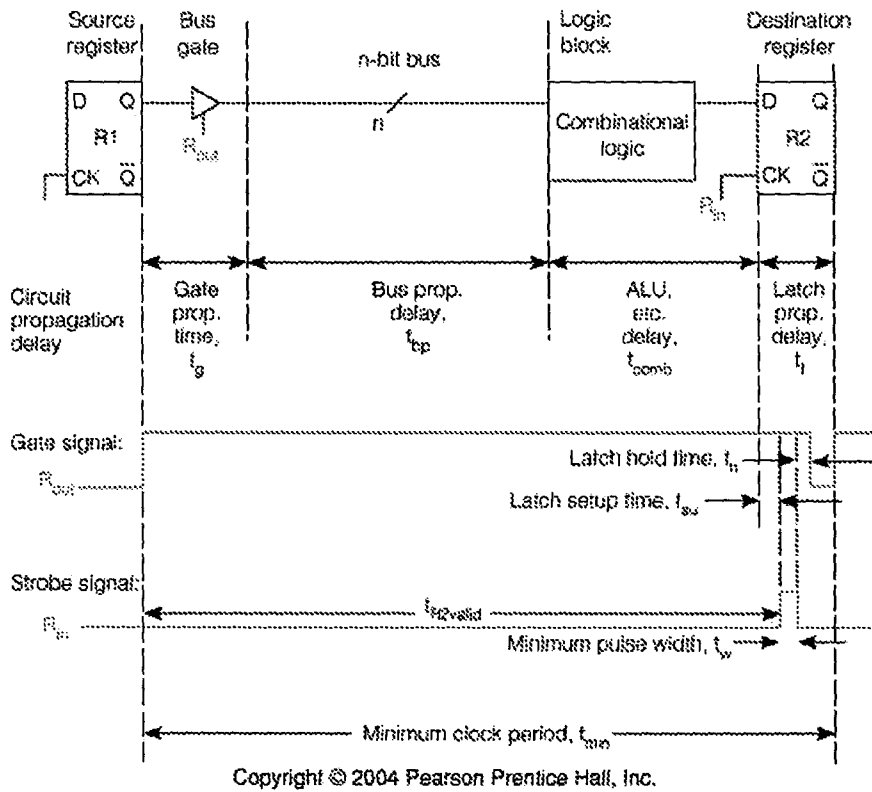 Source register
Bus gate
n-bit bus
Logic block
Destination register
D Q
R1
CK Q̅
R_out
n
Combinational logic
D Q
R2
CK Q̅
R_in
Circuit propagation delay
Gate prop. time, t_g
Bus prop. delay, t_bp
ALU, etc. delay, t_comb
Latch prop. delay, t_l
Gate signal:
R_out
Latch hold time, t_h
Latch setup time, t_su
Strobe signal:
R_in
t_R2valid
Minimum pulse width, t_w
Minimum clock period, t_min
Copyright © 2004 Pearson Prentice Hall, Inc.